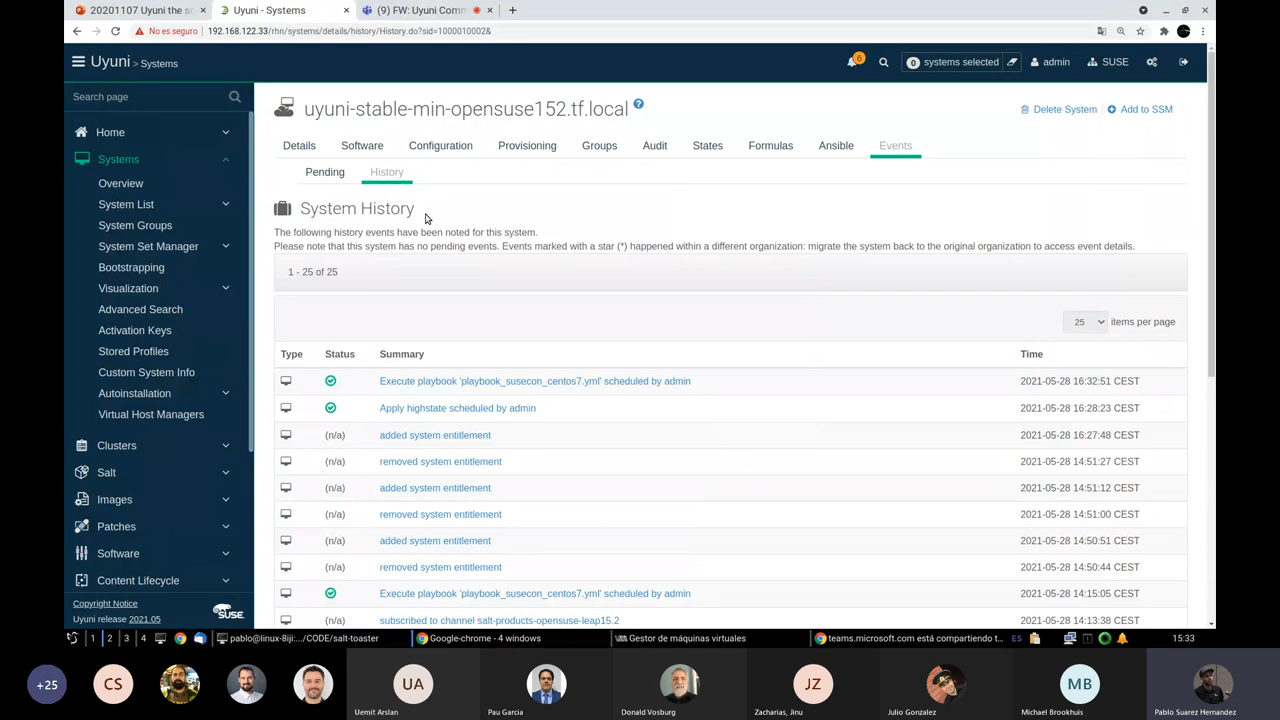 20201107 Uyuni the s
Uyuni - Systems
(9) FW: Uyuni Com
No es seguro
192.168.122.33/rhn/systems/details/history/History.do?sid=1000010002&
Uyuni > Systems
6
0 systems selected
admin
SUSE
Search page
Home
Systems
Overview
System List
System Groups
System Set Manager
Bootstrapping
Visualization
Advanced Search
Activation Keys
Stored Profiles
Custom System Info
Autoinstallation
Virtual Host Managers
Clusters
Salt
Images
Patches
Software
Content Lifecycle
Copyright Notice
Uyuni release 2021.05
SUSE
uyuni-stable-min-opensuse152.tf.local
Delete System
Add to SSM
Details Software Configuration Provisioning Groups Audit States Formulas Ansible Events
Pending History
System History
The following history events have been noted for this system.
Please note that this system has no pending events. Events marked with a star (*) happened within a different organization: migrate the system back to the original organization to access event details.
1 - 25 of 25
25 items per page
Type Status Summary Time
Execute playbook 'playbook_susecon_centos7.yml' scheduled by admin 2021-05-28 16:32:51 CEST
Apply highstate scheduled by admin 2021-05-28 16:28:23 CEST
(n/a) added system entitlement 2021-05-28 16:27:48 CEST
(n/a) removed system entitlement 2021-05-28 14:51:27 CEST
(n/a) added system entitlement 2021-05-28 14:51:12 CEST
(n/a) removed system entitlement 2021-05-28 14:51:00 CEST
(n/a) added system entitlement 2021-05-28 14:50:51 CEST
(n/a) removed system entitlement 2021-05-28 14:50:44 CEST
Execute playbook 'playbook_susecon_centos7.yml' scheduled by admin 2021-05-28 14:15:05 CEST
(n/a) subscribed to channel salt-products-opensuse-leap15.2 2021-05-28 14:13:38 CEST
1 2 3 4
pablo@linux-8iji:.../CODE/salt-toaster
Google-chrome - 4 windows
Gestor de máquinas virtuales
teams.microsoft.com está compartiendo t...
ES
15:33
+25
CS
UA
JZ
MB
Uemit Arslan
Pau Garcia
Donald Vosburg
Zacharias, Jinu
Julio Gonzalez
Michael Brookhuis
Pablo Suarez Hernandez